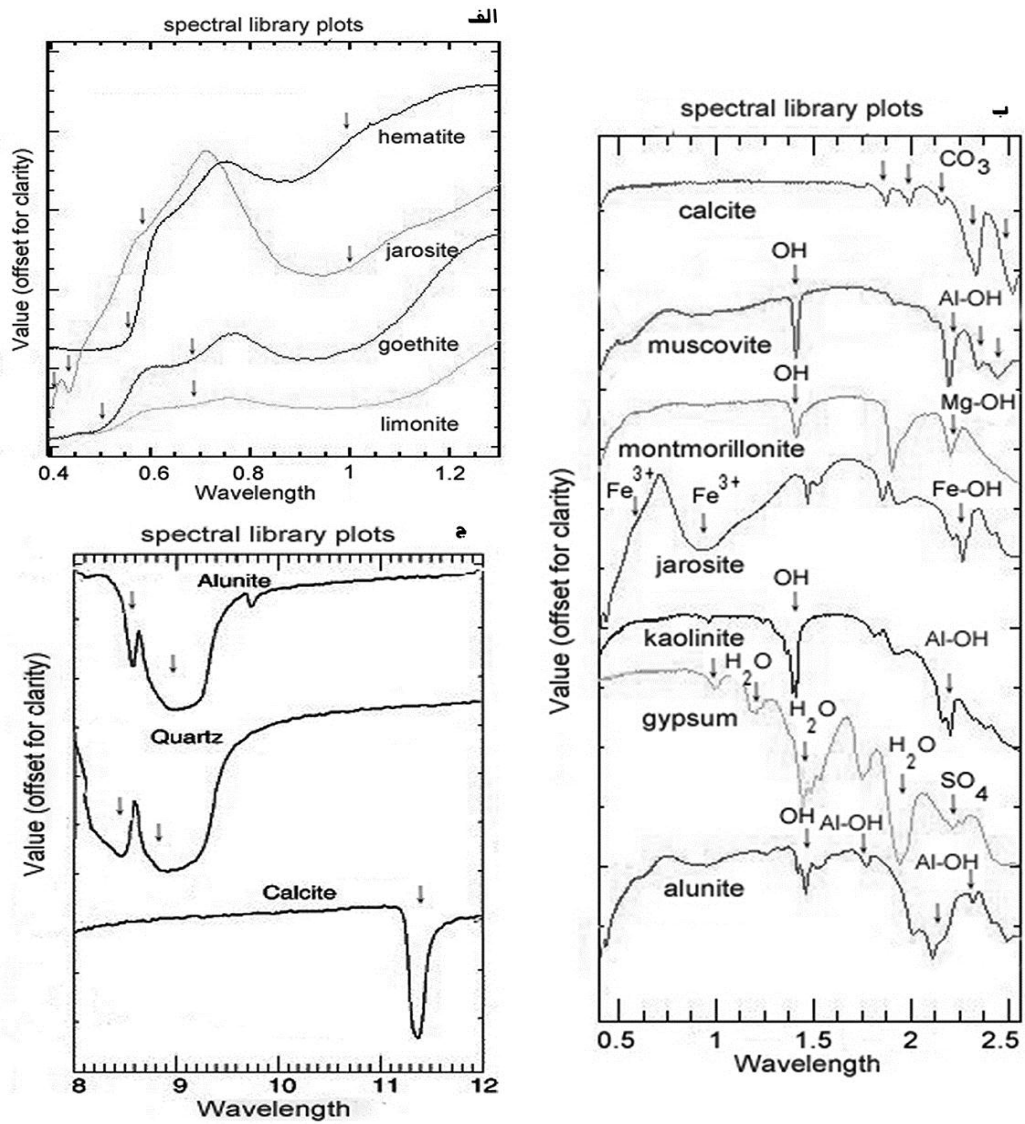 الف
spectral library plots
Value (offset for clarity)
hematite
jarosite
goethite
limonite
0.4 0.6 0.8 1 1.2
Wavelength
ب
spectral library plots
Value (offset for clarity)
CO3
calcite
OH
Al-OH
muscovite
OH
Mg-OH
montmorillonite
Fe3+
Fe3+
Fe-OH
jarosite
OH
kaolinite
Al-OH
H2O
gypsum
H2O
H2O
SO4
OH
Al-OH
Al-OH
alunite
0.5 1 1.5 2 2.5
Wavelength
ج
spectral library plots
Value (offset for clarity)
Alunite
Quartz
Calcite
8 9 10 11 12
Wavelength